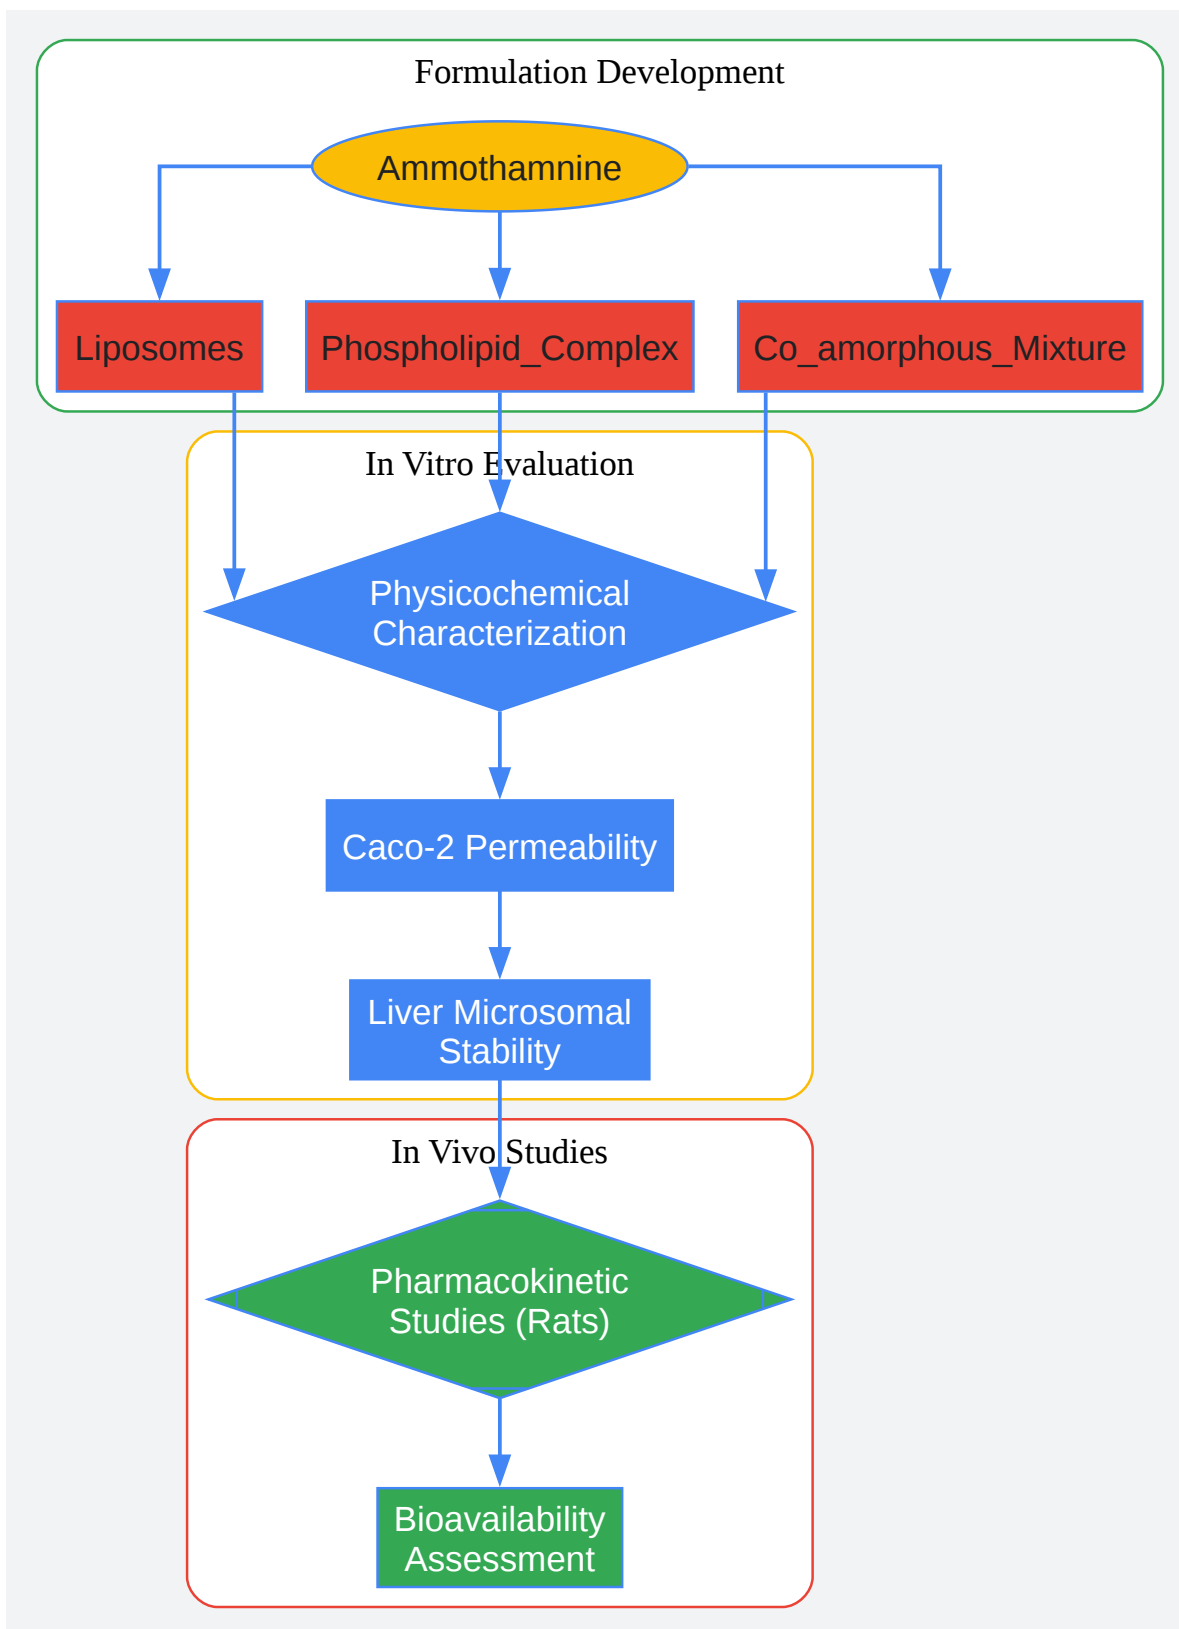 Formulation Development
Ammothamnine
Liposomes
Phospholipid_Complex
Co_amorphous_Mixture
In Vitro Evaluation
Physicochemical
Characterization
Caco-2 Permeability
Liver Microsomal
Stability
In Vivo Studies
Pharmacokinetic
Studies (Rats)
Bioavailability
Assessment